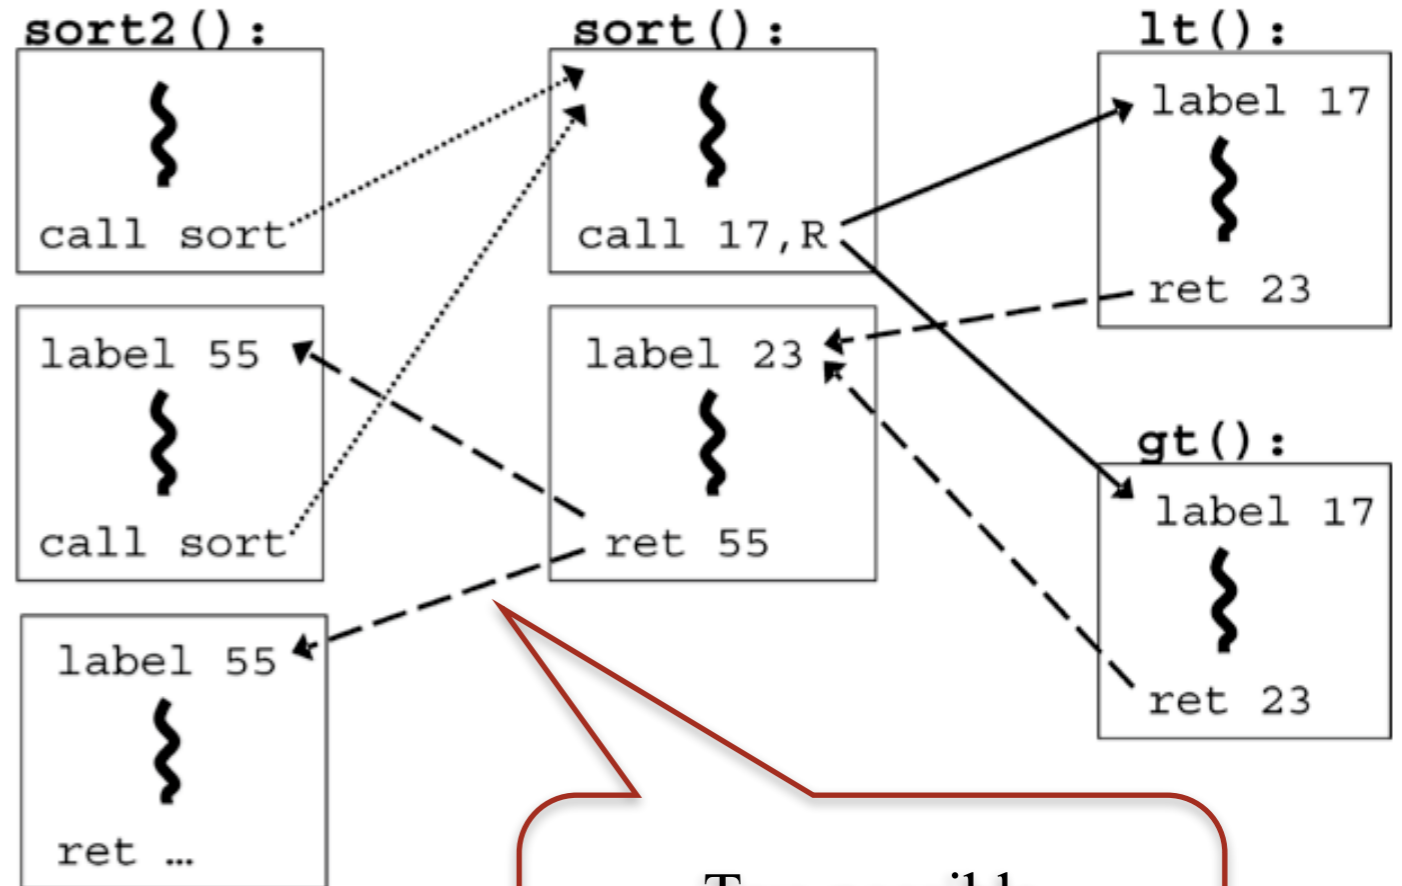 sort2():
call sort
label 55
call sort
label 55
ret …
sort():
call 17,R
label 23
ret 55
lt():
label 17
ret 23
gt():
label 17
ret 23